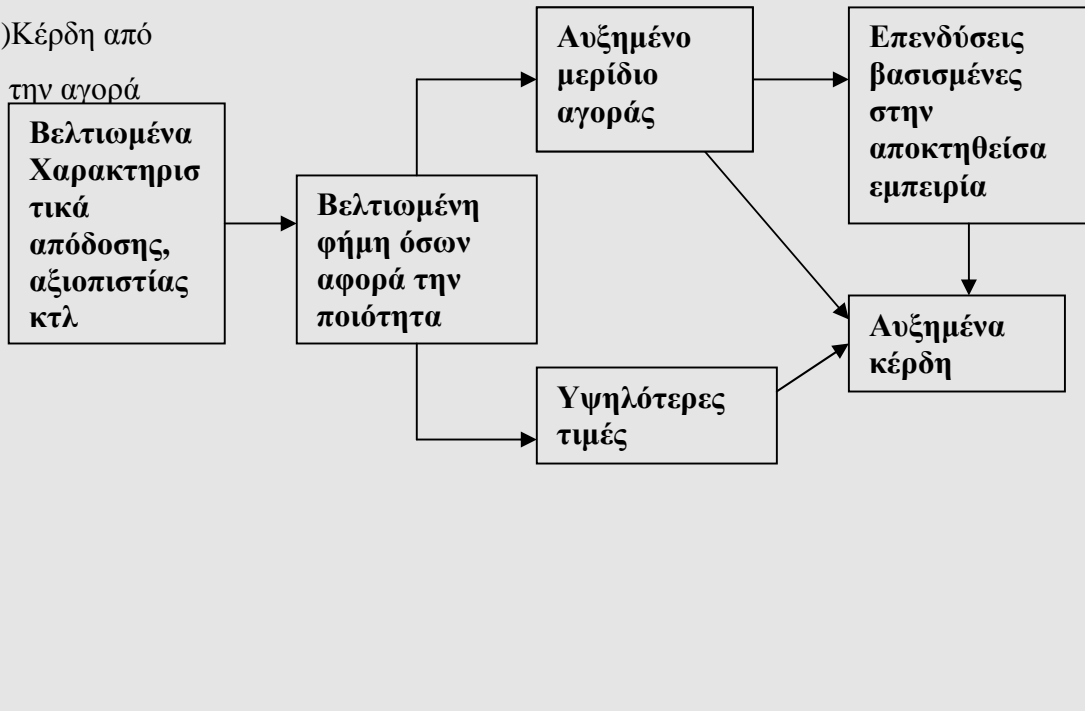 )Κέρδη από
την αγορά
Βελτιωμένα
Χαρακτηρισ
τικά
απόδοσης,
αξιοπιστίας
κτλ
Βελτιωμένη
φήμη όσων
αφορά την
ποιότητα
Αυξημένο
μερίδιο
αγοράς
Υψηλότερες
τιμές
Επενδύσεις
βασισμένες
στην
αποκτηθείσα
εμπειρία
Αυξημένα
κέρδη